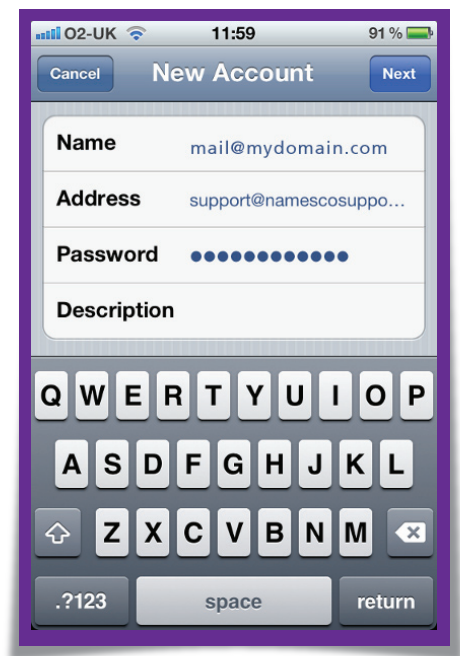 O2-UK 11:59 91 %
Cancel New Account Next
Name mail@mydomain.com
Address support@namescosuppo...
Password ●●●●●●●●●●●●
Description
Q W E R T Y U I O P
A S D F G H J K L
Z X C V B N M
.?123 space return